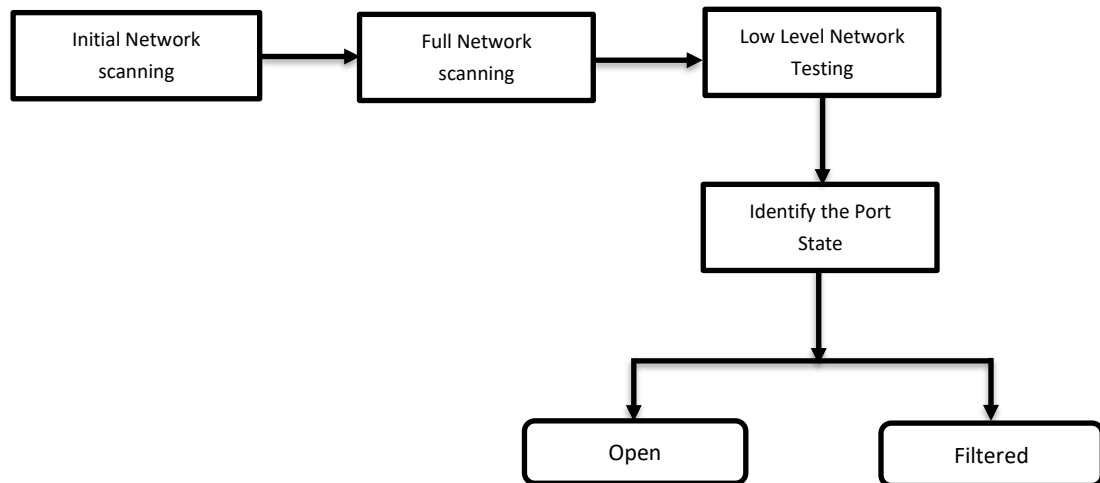 Initial Network
scanning
Full Network
scanning
Low Level Network
Testing
Identify the Port
State
Open
Filtered